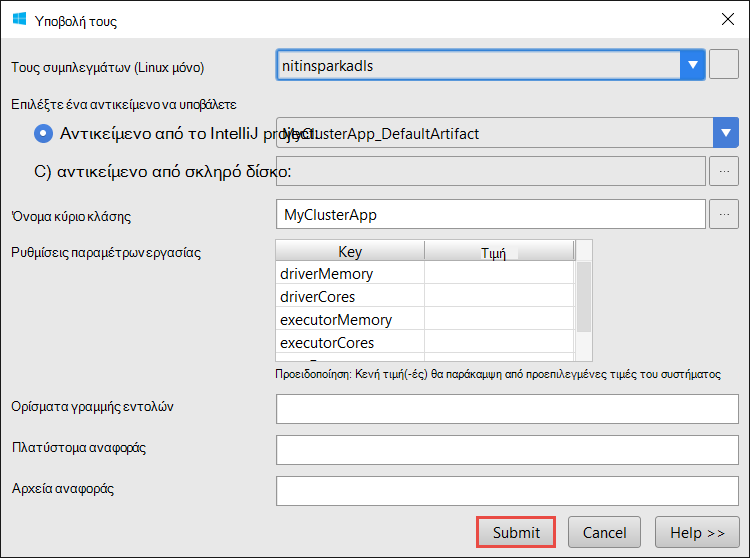 Υποβολή τους
Τους συμπλεγμάτων (Linux μόνο)
nitinsparkadls
Επιλέξτε ένα αντικείμενο να υποβάλετε
Αντικείμενο από το IntelliJ project:
MyClusterApp_DefaultArtifact
C) αντικείμενο από σκληρό δίσκο:
...
Όνομα κύριο κλάσης
MyClusterApp
...
Ρυθμίσεις παραμέτρων εργασίας
Key Τιμή
driverMemory
driverCores
executorMemory
executorCores
Προειδοποίηση: Κενή τιμή(-ές) θα παράκαμψη από προεπιλεγμένες τιμές του συστήματος
Ορίσματα γραμμής εντολών
Πλατύστομα αναφοράς
Αρχεία αναφοράς
Submit Cancel Help >>